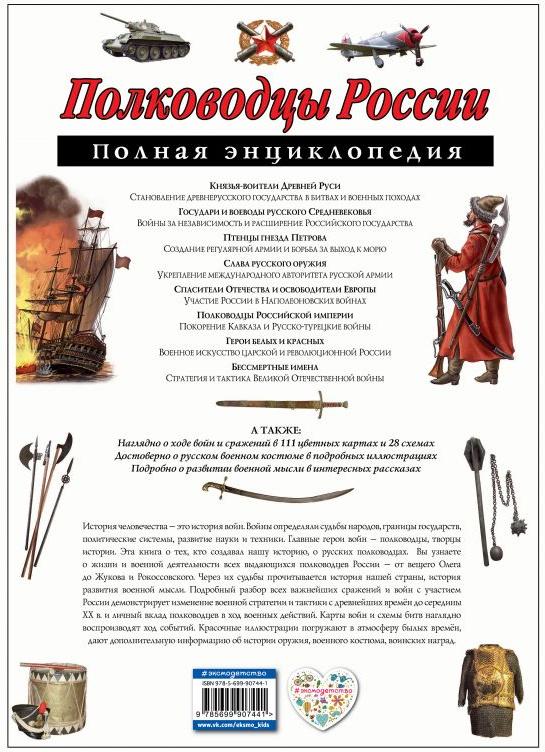 Полководцы России
Полная энциклопедия
Князья-воители Древней Руси
Становление древнерусского государства в битвах и военных походах
Государи и воеводы русского Средневековья
Войны за независимость и расширение Российского государства
Птенцы гнезда Петрова
Создание регулярной армии и борьба за выход к морю
Слава русского оружия
Укрепление международного авторитета русской армии
Спасители Отечества и освободители Европы
Участие России в Наполеоновских войнах
Полководцы Российской империи
Покорение Кавказа и Русско-турецкие войны
Герои белых и красных
Военное искусство царской и революционной России
Бессмертные имена
Стратегия и тактика Великой Отечественной войны
А ТАКЖЕ:
Наглядно о ходе войн и сражений в 111 цветных картах и 28 схемах
Достоверно о русском военном костюме в подробных иллюстрациях
Подробно о развитии военной мысли в интересных рассказах
История человечества – это история войн. Войны определяли судьбы народов, границы государств,
политические системы, развитие науки и техники. Главные герои войн – полководцы, творцы
истории. Эта книга о тех, кто создавал нашу историю, о русских полководцах. Вы узнаете
о жизни и военной деятельности всех выдающихся полководцев России – от вещего Олега
до Жукова и Рокоссовского. Через их судьбы прочитывается история нашей страны, история
развития военной мысли. Подробный разбор всех важнейших сражений и войн с участием
России демонстрирует изменение военной стратегии и тактики с древнейших времён до середины
XX в. и личный вклад полководцев в ход военных действий. Карты войн и схемы битв наглядно
воспроизводят ход событий. Красочные иллюстрации погружают в атмосферу былых времён,
дают дополнительную информацию об истории оружия, военного костюма, воинских наград.
#эксмодетство
ISBN 978-5-699-90744-1
9 785699 907441 >
www.vk.com/eksmo_kids
#эксмодетство